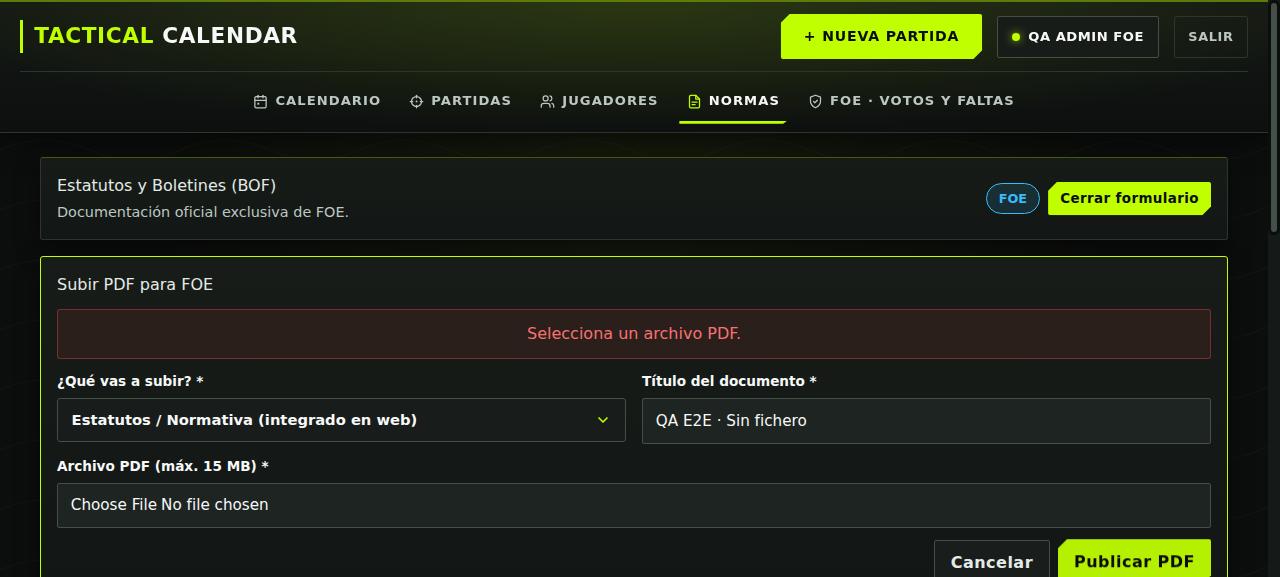 TACTICAL CALENDAR
+ NUEVA PARTIDA
QA ADMIN FOE
SALIR
CALENDARIO
PARTIDAS
JUGADORES
NORMAS
FOE · VOTOS Y FALTAS
Estatutos y Boletines (BOF)
Documentación oficial exclusiva de FOE.
FOE
Cerrar formulario
Subir PDF para FOE
Selecciona un archivo PDF.
¿Qué vas a subir? *
Título del documento *
Estatutos / Normativa (integrado en web)
QA E2E · Sin fichero
Archivo PDF (máx. 15 MB) *
Choose File No file chosen
Cancelar
Publicar PDF